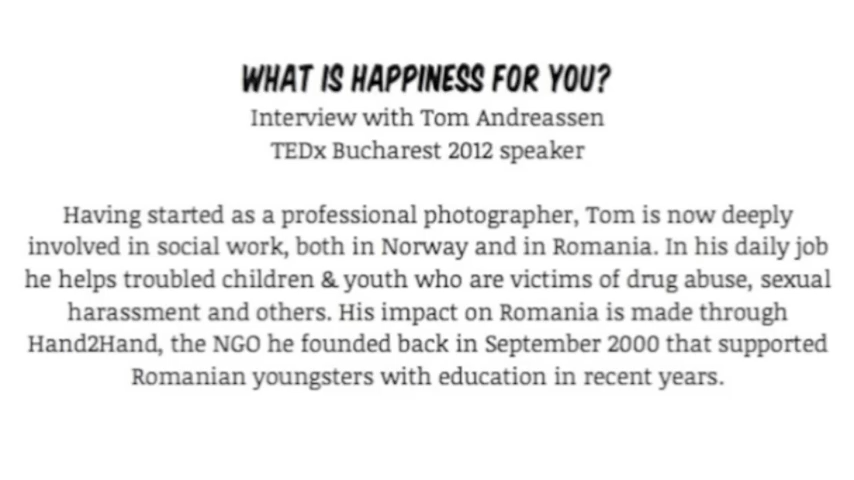 WHAT IS HAPPINESS FOR YOU?
Interview with Tom Andreassen
TEDx Bucharest 2012 speaker
Having started as a professional photographer, Tom is now deeply
involved in social work, both in Norway and in Romania. In his daily job
he helps troubled children & youth who are victims of drug abuse, sexual
harassment and others. His impact on Romania is made through
Hand2Hand, the NGO he founded back in September 2000 that supported
Romanian youngsters with education in recent years.